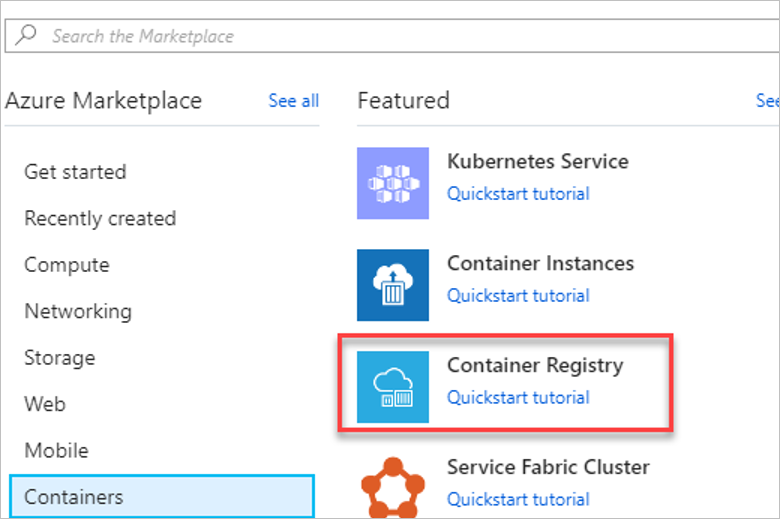 Search the Marketplace
Azure Marketplace
See all
Get started
Recently created
Compute
Networking
Storage
Web
Mobile
Containers
Featured
See
Kubernetes Service
Quickstart tutorial
Container Instances
Quickstart tutorial
Container Registry
Quickstart tutorial
Service Fabric Cluster
Quickstart tutorial